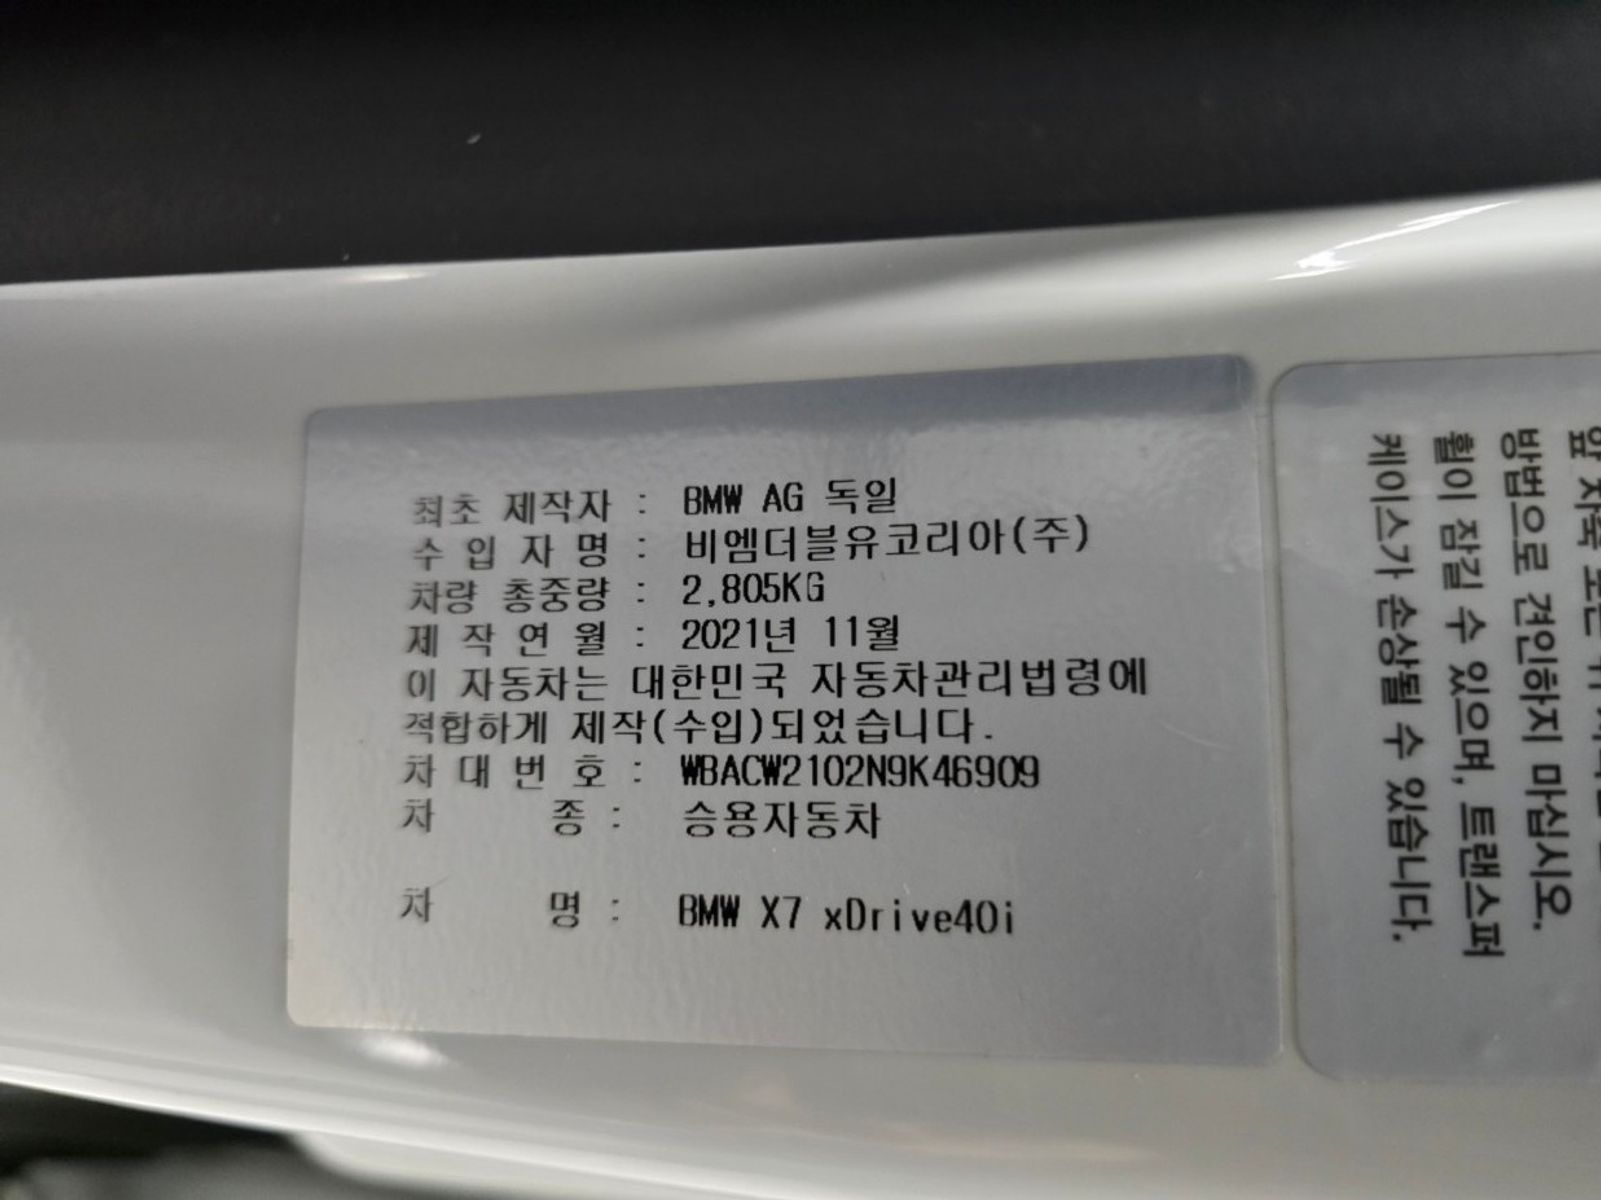 최초 제작자 : BMW AG 독일
수 입 자 명 : 비엠더블유코리아(주)
차량 총중량 : 2,805KG
제 작 연 월 : 2021년 11월
이 자동차는 대한민국 자동차관리법령에
적합하게 제작(수입)되었습니다.
차 대 번 호 : WBACW2102N9K46909
차 종 : 승용자동차
차 명 : BMW X7 xDrive40i
앞
방법으로 견인하지 마십시오.
휠이 잠길 수 있으며, 트랜스퍼
케이스가 손상될 수 있습니다.